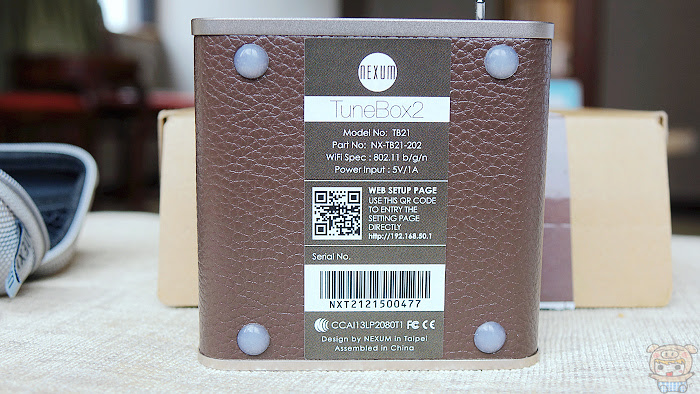 NEXUM
TuneBox2
Model No: TB21
Part No: NX-TB21-202
WiFi Spec : 802.11 b/g/n
Power Input : 5V/1A
WEB SETUP PAGE
USE THIS QR CODE
TO ENTRY THE
SETTING PAGE
DIRECTLY
http://192.168.50.1
Serial No.
NXT2121500477
CCAI13LP2080T1 FC CE
Design by NEXUM in Taipei
Assembled in China